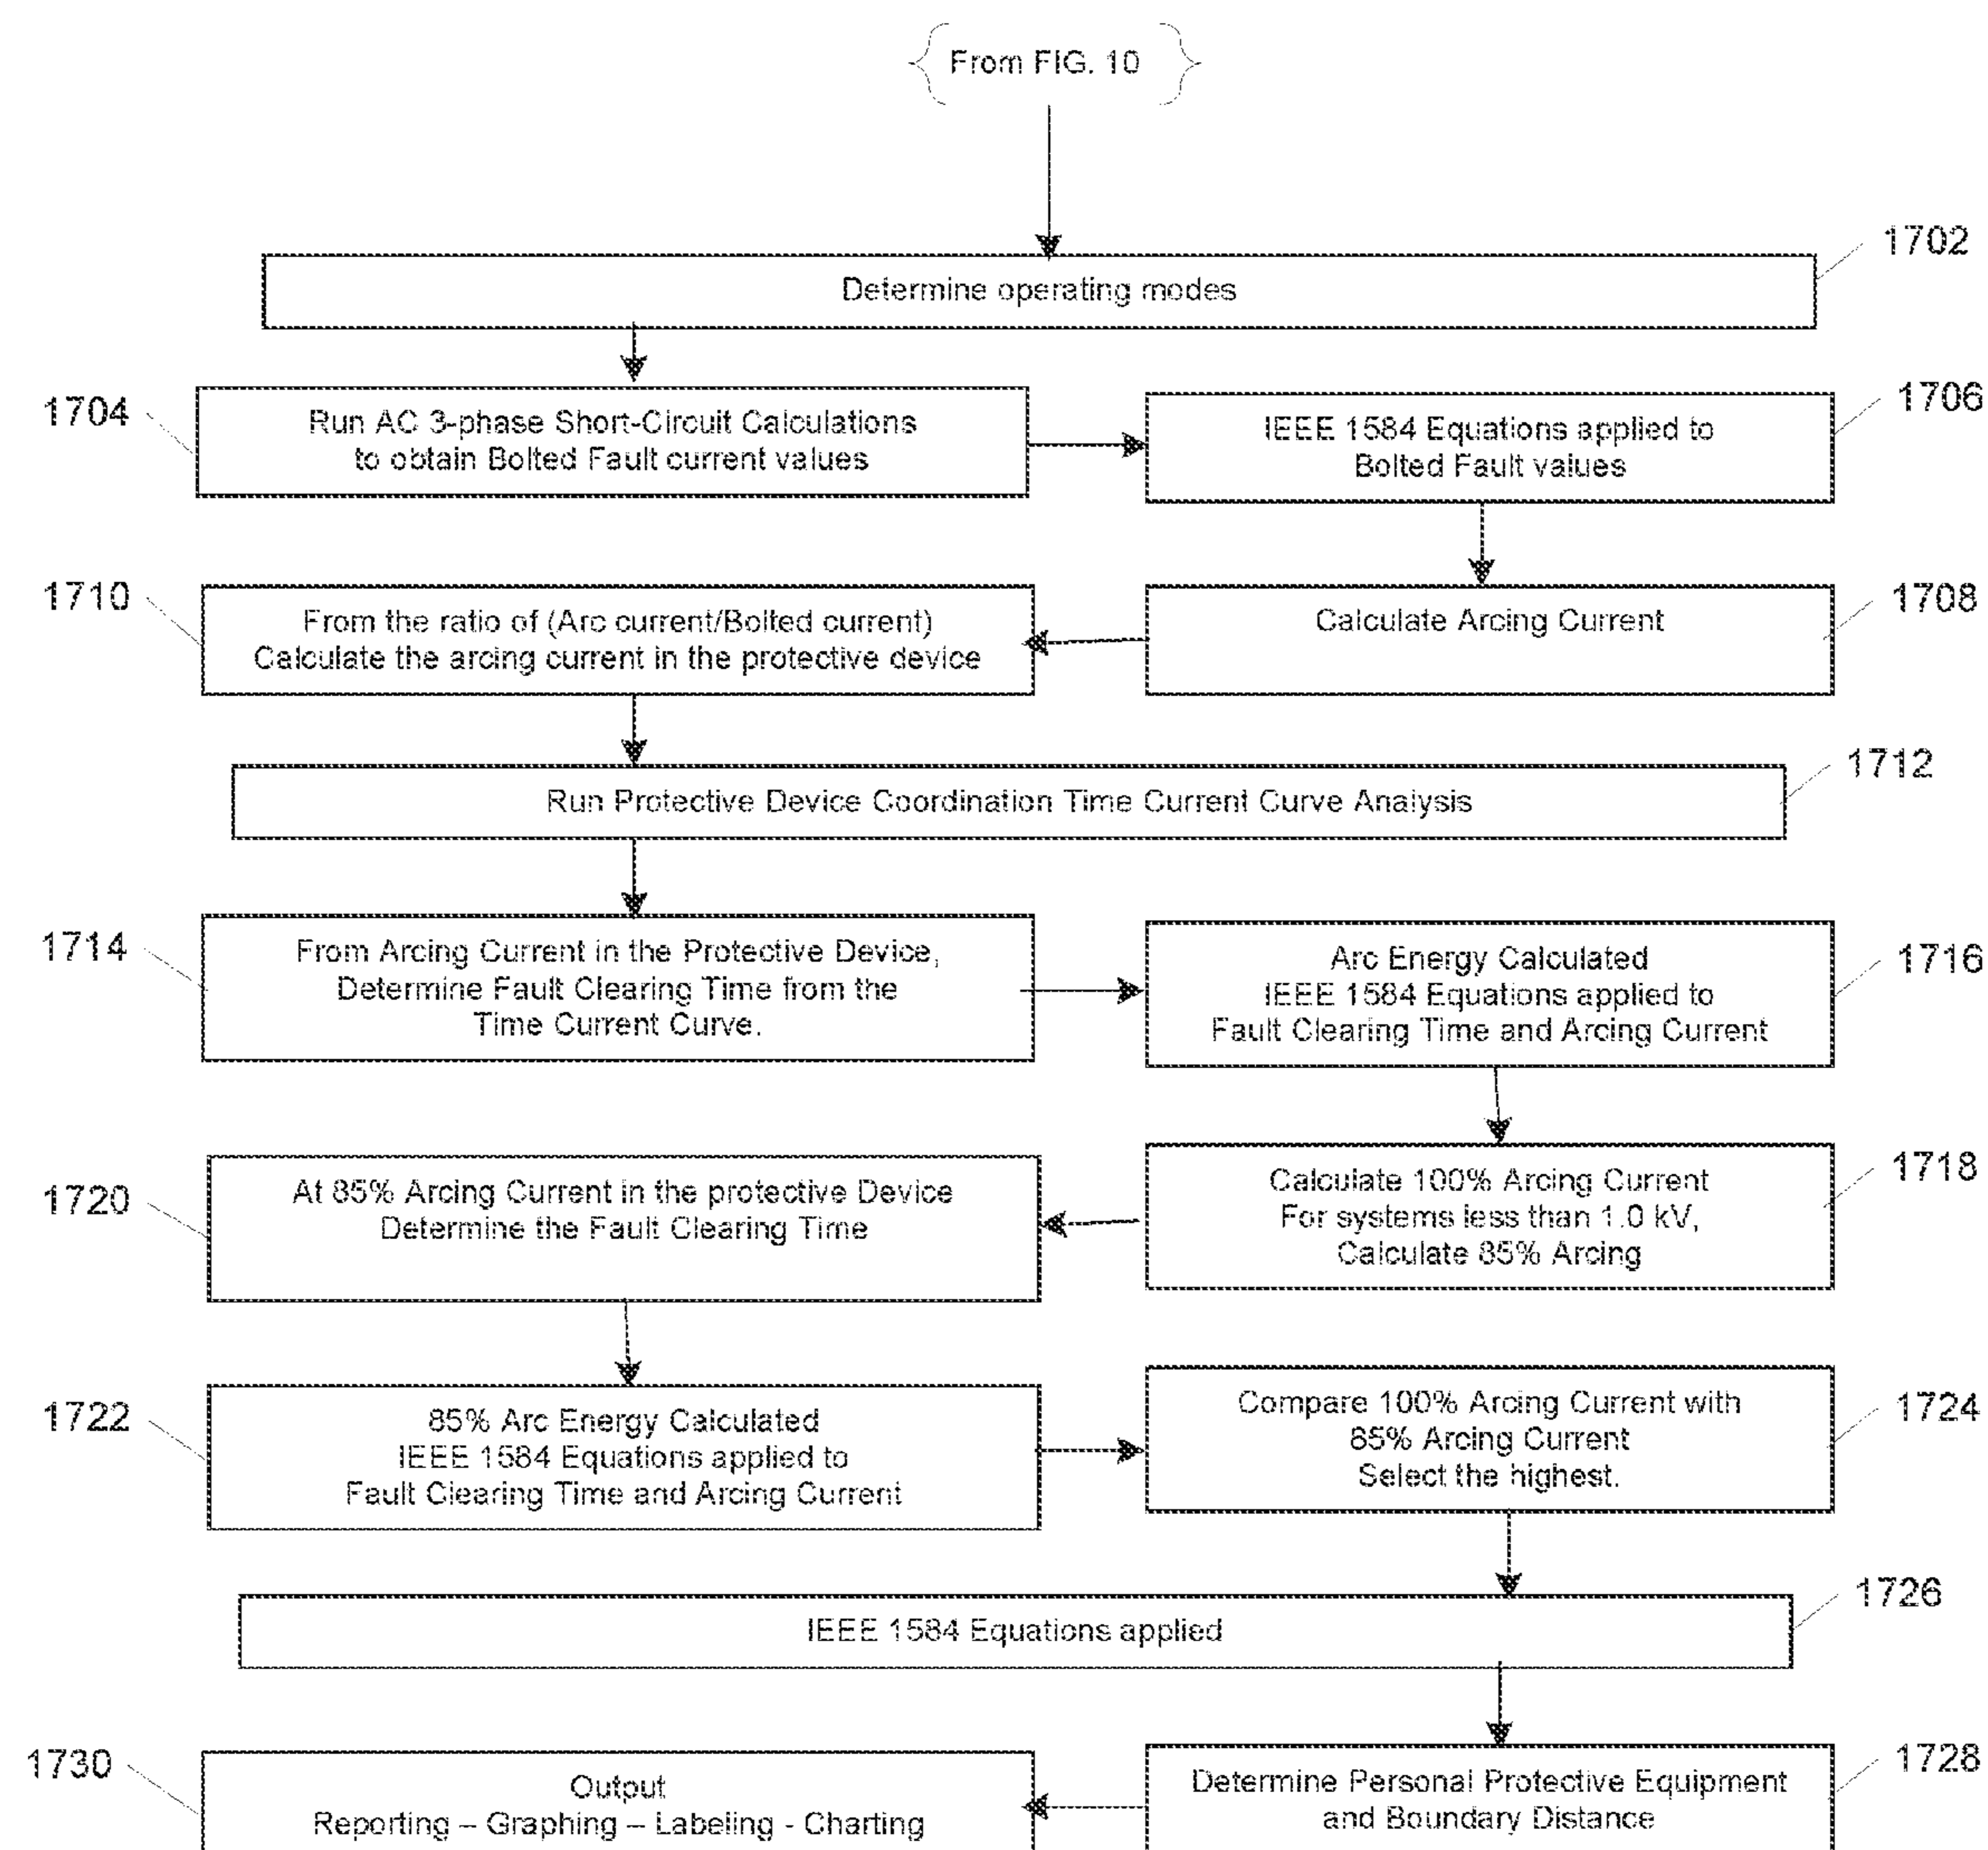 From FIG. 10
1702
Determine operating modes
1704
Run AC 3-phase Short-Circuit Calculations
to obtain Bolted Fault current values
1706
IEEE 1584 Equations applied to
Bolted Fault values
1710
From the ratio of (Arc current/Bolted current)
Calculate the arcing current in the protective device
1708
Calculate Arcing Current
1712
Run Protective Device Coordination Time Current Curve Analysis
1714
From Arcing Current in the Protective Device,
Determine Fault Clearing Time from the
Time Current Curve.
1716
Arc Energy Calculated
IEEE 1584 Equations applied to
Fault Clearing Time and Arcing Current
1720
At 85% Arcing Current in the protective Device
Determine the Fault Clearing Time
1718
Calculate 100% Arcing Current
For systems less than 1.0 kV,
Calculate 85% Arcing
1722
85% Arc Energy Calculated
IEEE 1584 Equations applied to
Fault Clearing Time and Arcing Current
1724
Compare 100% Arcing Current with
85% Arcing Current
Select the highest.
1726
IEEE 1584 Equations applied
1730
Output
Reporting – Graphing – Labeling - Charting
1728
Determine Personal Protective Equipment
and Boundary Distance